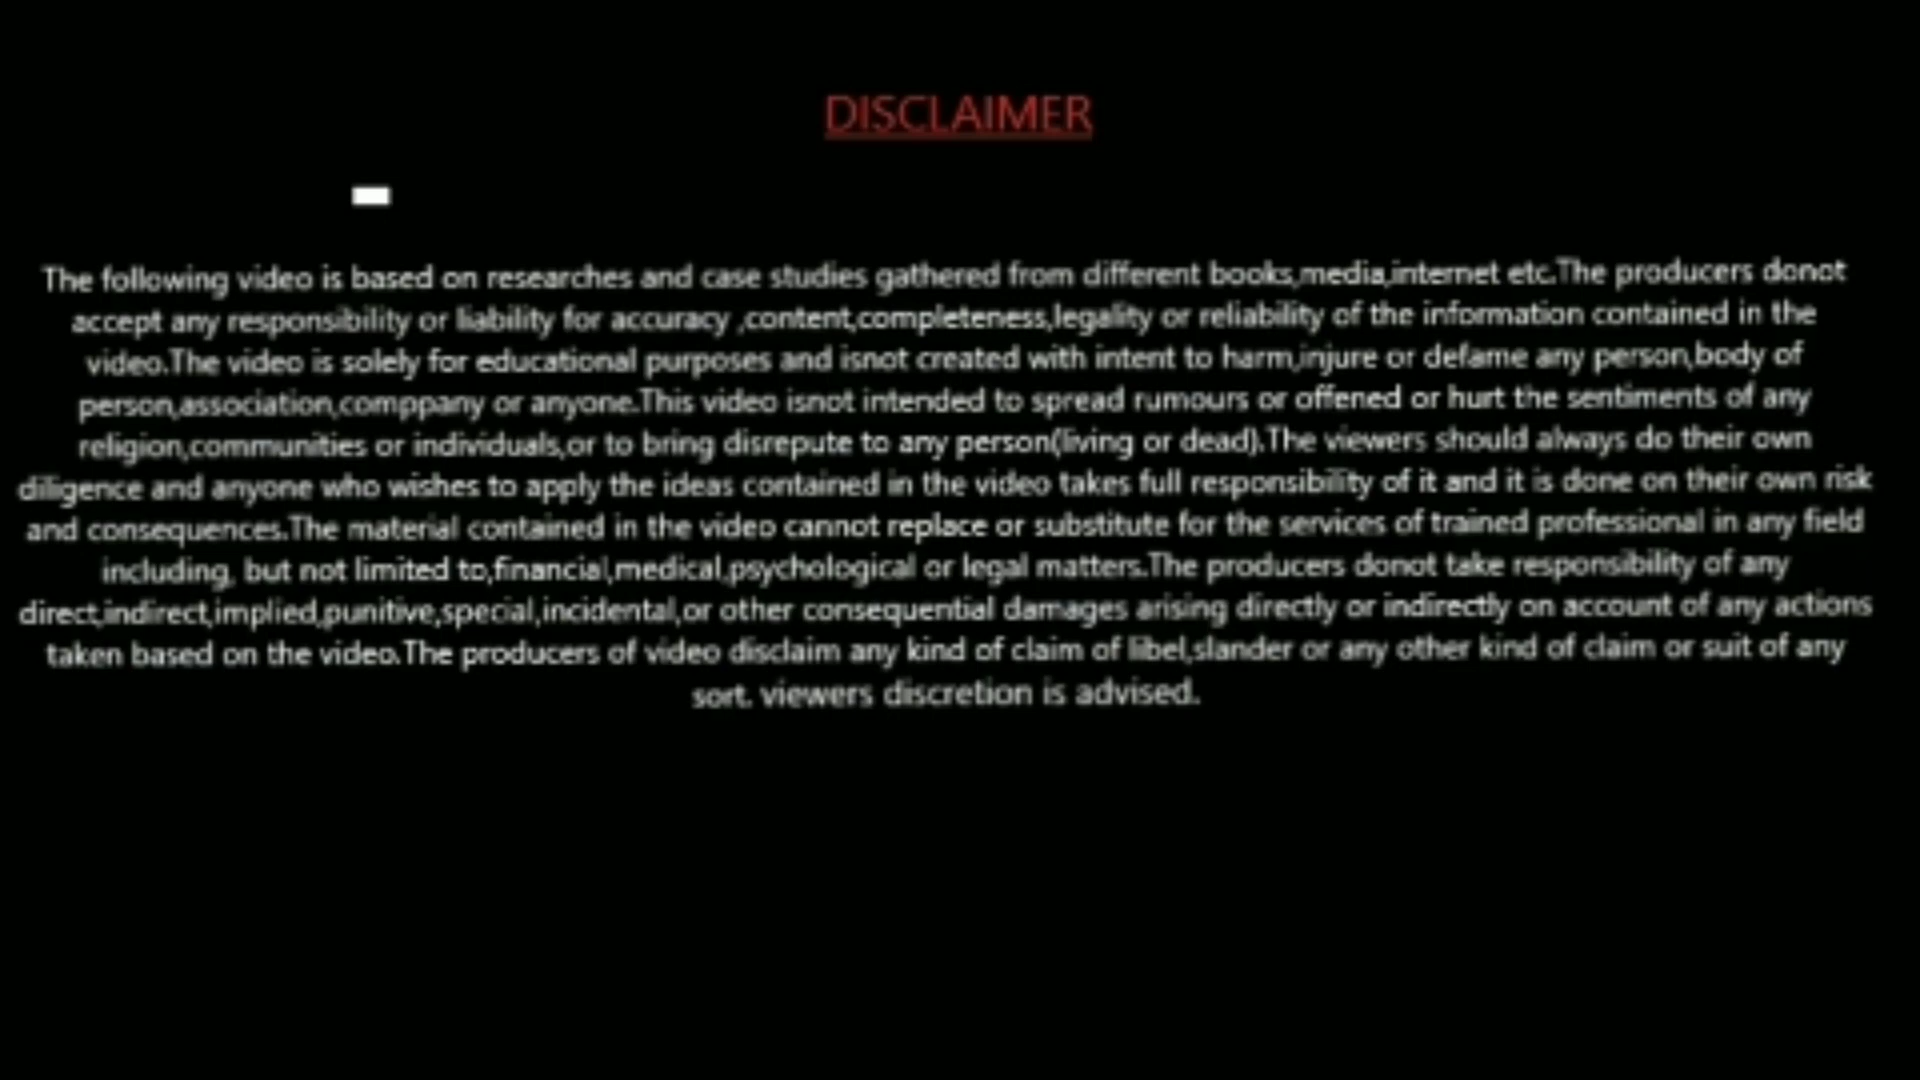 DISCLAIMER
The following video is based on researches and case studies gathered from different books,media,internet etc.The producers donot
accept any responsibility or liability for accuracy ,content,completeness,legality or reliability of the information contained in the
video.The video is solely for educational purposes and isnot created with intent to harm,injure or defame any person,body of
person,association,comppany or anyone.This video isnot intended to spread rumours or offened or hurt the sentiments of any
religion,communities or individuals,or to bring disrepute to any person(living or dead).The viewers should always do their own
diligence and anyone who wishes to apply the ideas contained in the video takes full responsibility of it and it is done on their own risk
and consequences.The material contained in the video cannot replace or substitute for the services of trained professional in any field
including, but not limited to,financial,medical,psychological or legal matters.The producers donot take responsibility of any
direct,indirect,implied,punitive,special,incidental,or other consequential damages arising directly or indirectly on account of any actions
taken based on the video.The producers of video disclaim any kind of claim of libel,slander or any other kind of claim or suit of any
sort. viewers discretion is advised.